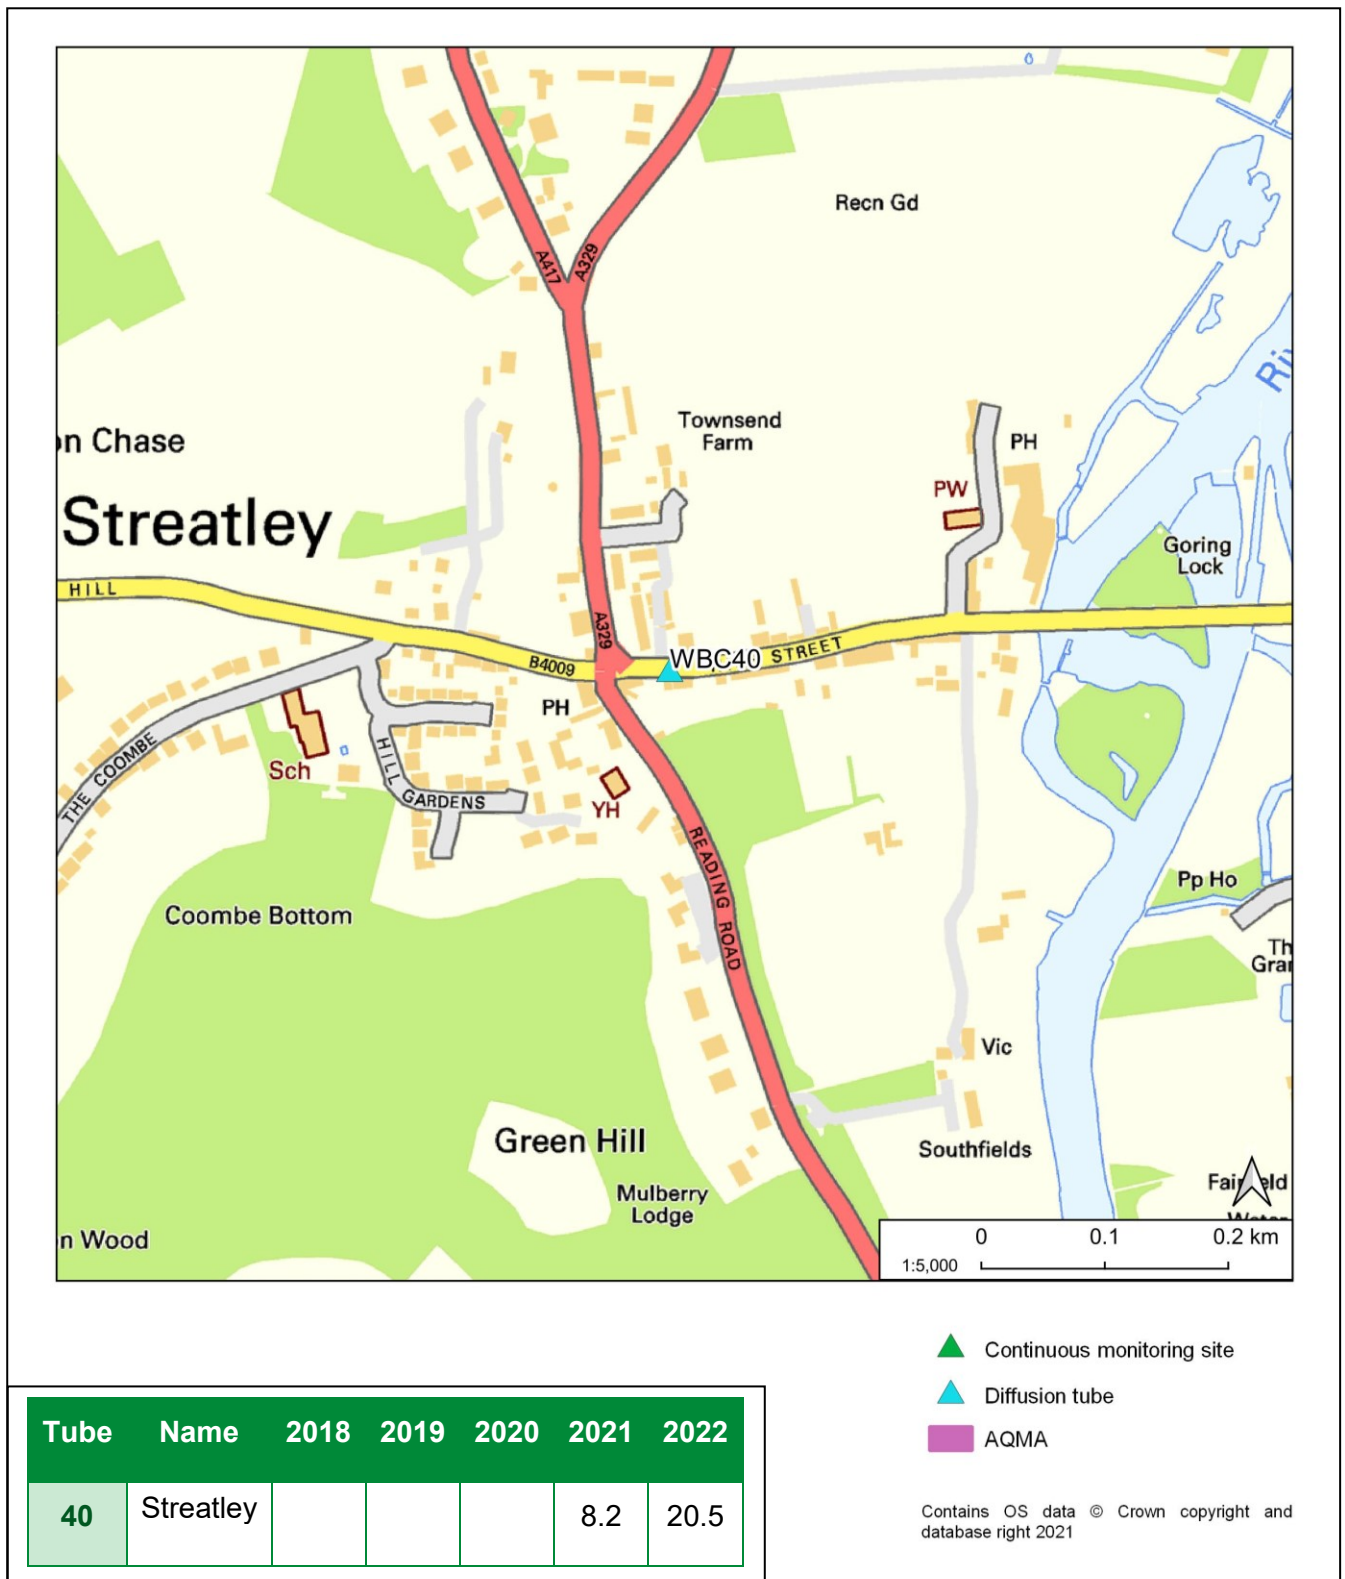 A417
A329
Recn Gd
on Chase
Townsend
Farm
PH
PW
Streatley
Goring
Lock
HILL
A329
B4009
WBC40
STREET
PH
Sch
THE COOMBE
HILL
GARDENS
YH
READING ROAD
Pp Ho
Coombe Bottom
Vic
Green Hill
Southfields
Mulberry
Lodge
n Wood
0 0.1 0.2 km
1:5,000
Continuous monitoring site
Diffusion tube
AQMA
Contains OS data © Crown copyright and
database right 2021
Tube Name 2018 2019 2020 2021 2022
40 Streatley 8.2 20.5